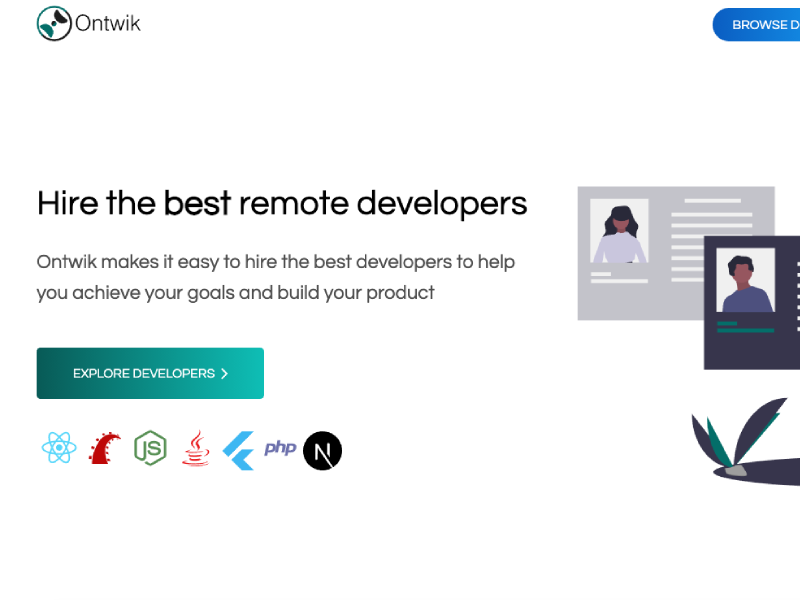 Ontwik
BROWSE D
Hire the best remote developers
Ontwik makes it easy to hire the best developers to help
you achieve your goals and build your product
EXPLORE DEVELOPERS
JS
php
N